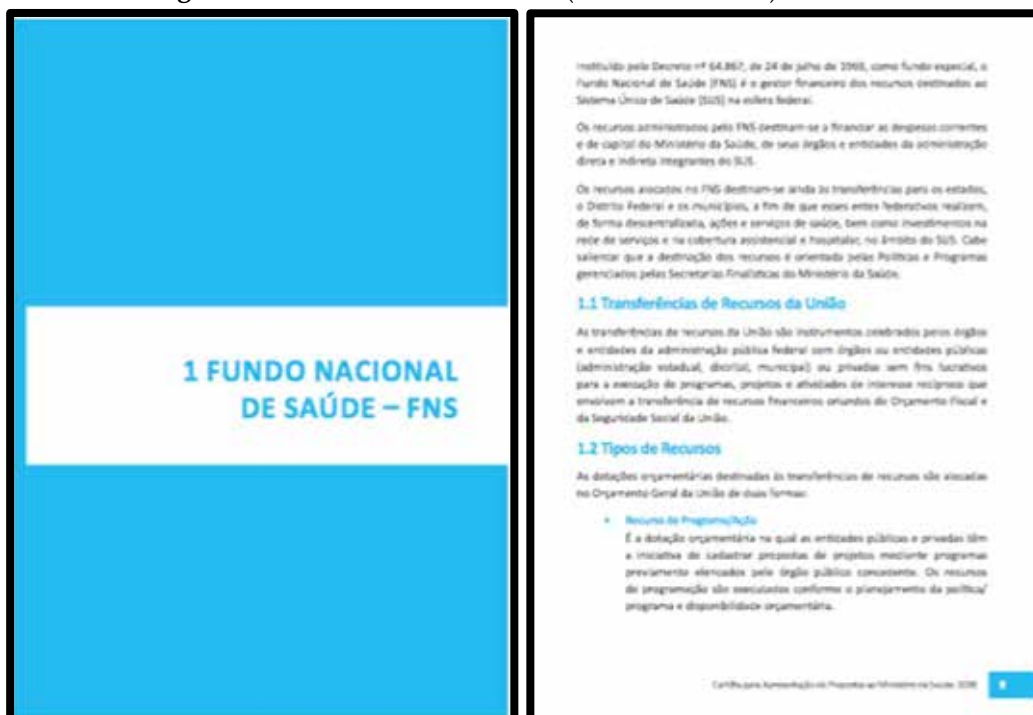 1 FUNDO NACIONAL
DE SAÚDE – FNS
Instituído pelo Decreto nº 64.867, de 24 de julho de 1969, como fundo especial, o
Fundo Nacional de Saúde (FNS) é o gestor financeiro dos recursos destinados ao
Sistema Único de Saúde (SUS) na esfera federal.
Os recursos administrados pelo FNS destinam-se a financiar as despesas correntes
e de capital do Ministério da Saúde, de seus órgãos e entidades da administração
direta e indireta integrantes do SUS.
Os recursos alocados no FNS destinam-se ainda às transferências para os estados,
o Distrito Federal e os municípios, a fim de que esses entes federativos realizem,
de forma descentralizada, ações e serviços de saúde, bem como investimentos na
rede de serviços e na cobertura assistencial e hospitalar, no âmbito do SUS. Cabe
salientar que a destinação dos recursos é orientada pelas Políticas e Programas
gerenciados pelas Secretarias Finalísticas do Ministério da Saúde.
1.1 Transferências de Recursos da União
As transferências de recursos da União são instrumentos celebrados pelos órgãos
e entidades da administração pública federal com órgãos ou entidades públicas
(administração estadual, distrital, municipal) ou privadas sem fins lucrativos
para a execução de programas, projetos e atividades de interesse recíproco que
envolvem a transferência de recursos financeiros oriundos do Orçamento Fiscal e
da Seguridade Social da União.
1.2 Tipos de Recursos
As dotações orçamentárias destinadas às transferências de recursos são alocadas
no Orçamento Geral da União de duas formas:
• Recurso de Programa/Ação
É a dotação orçamentária na qual as entidades públicas e privadas têm
a iniciativa de cadastrar propostas de projetos mediante programas
previamente elencados pelo órgão público concedente. Os recursos
de programação são executados conforme o planejamento da política/
programa e disponibilidade orçamentária.
Cartilha para Apresentação de Propostas ao Ministério da Saúde